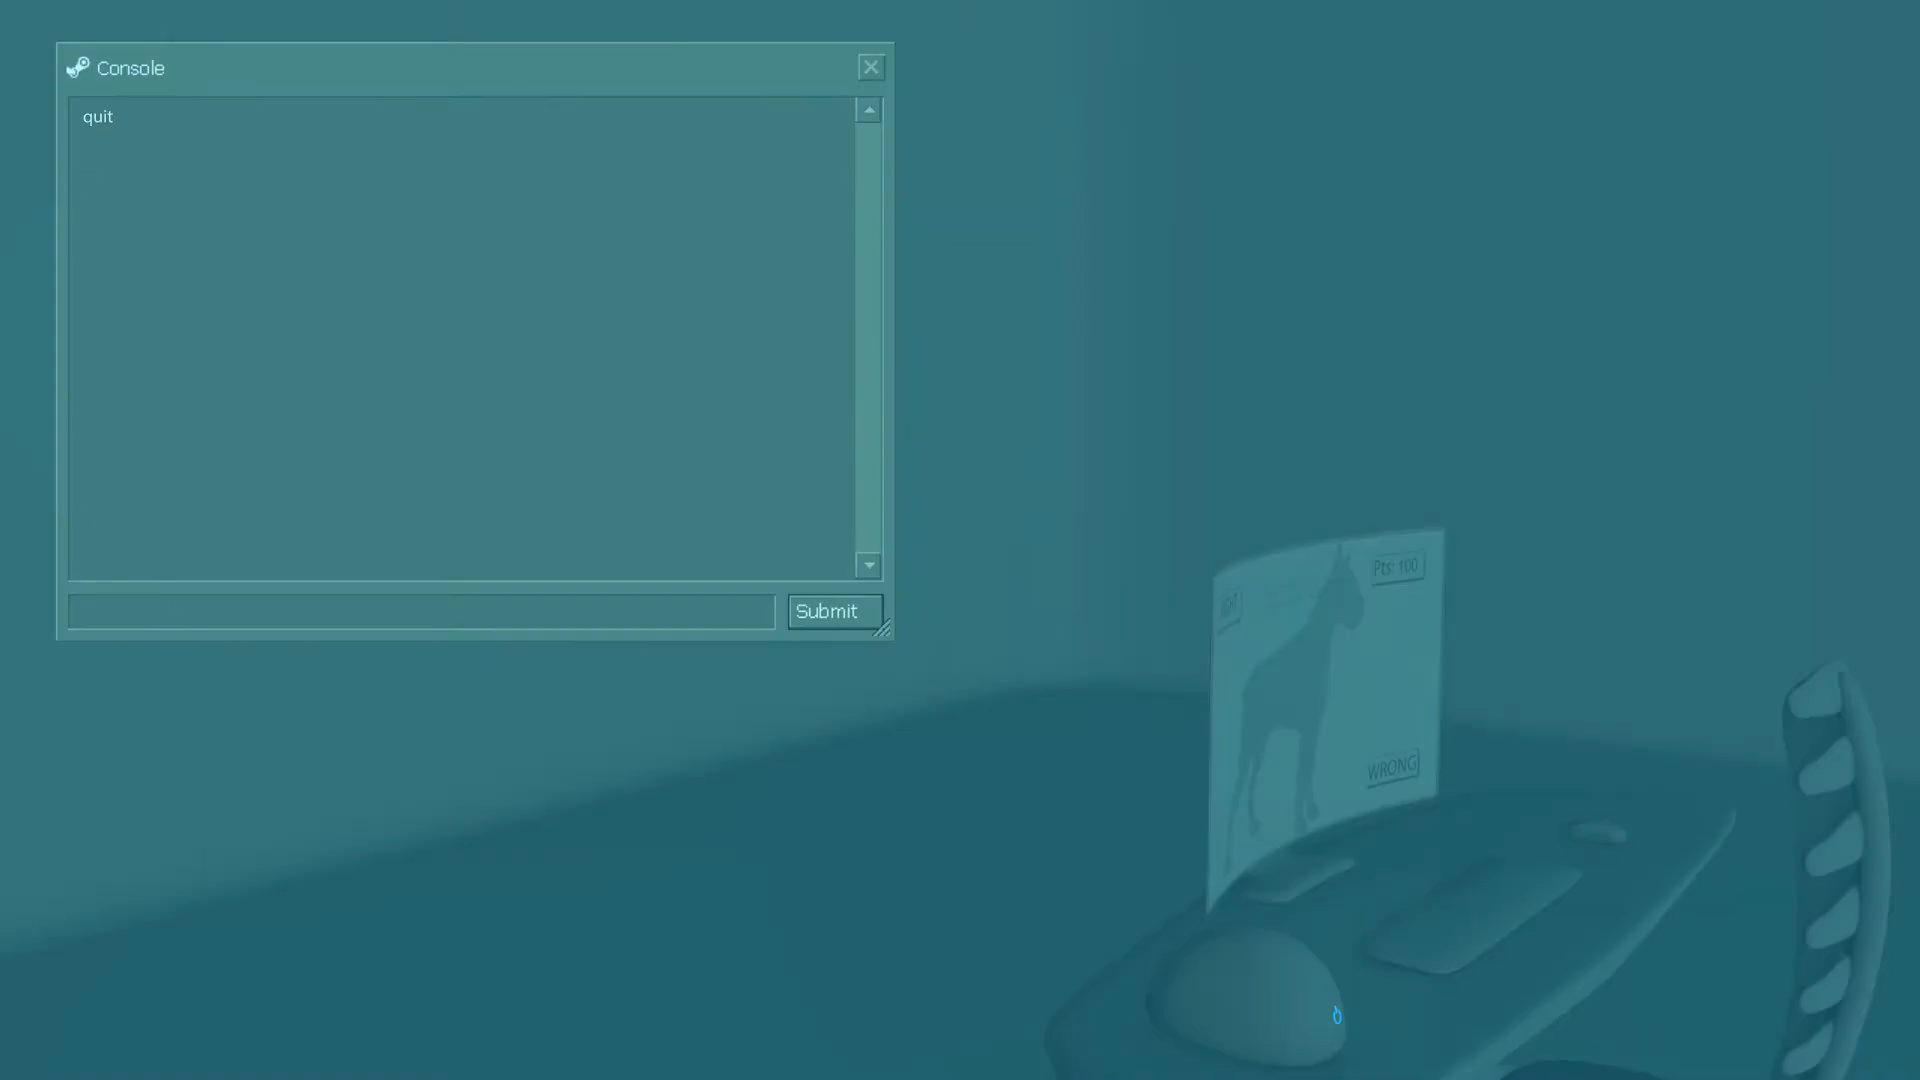 Console
quit
Submit
Pts: 100
WRONG